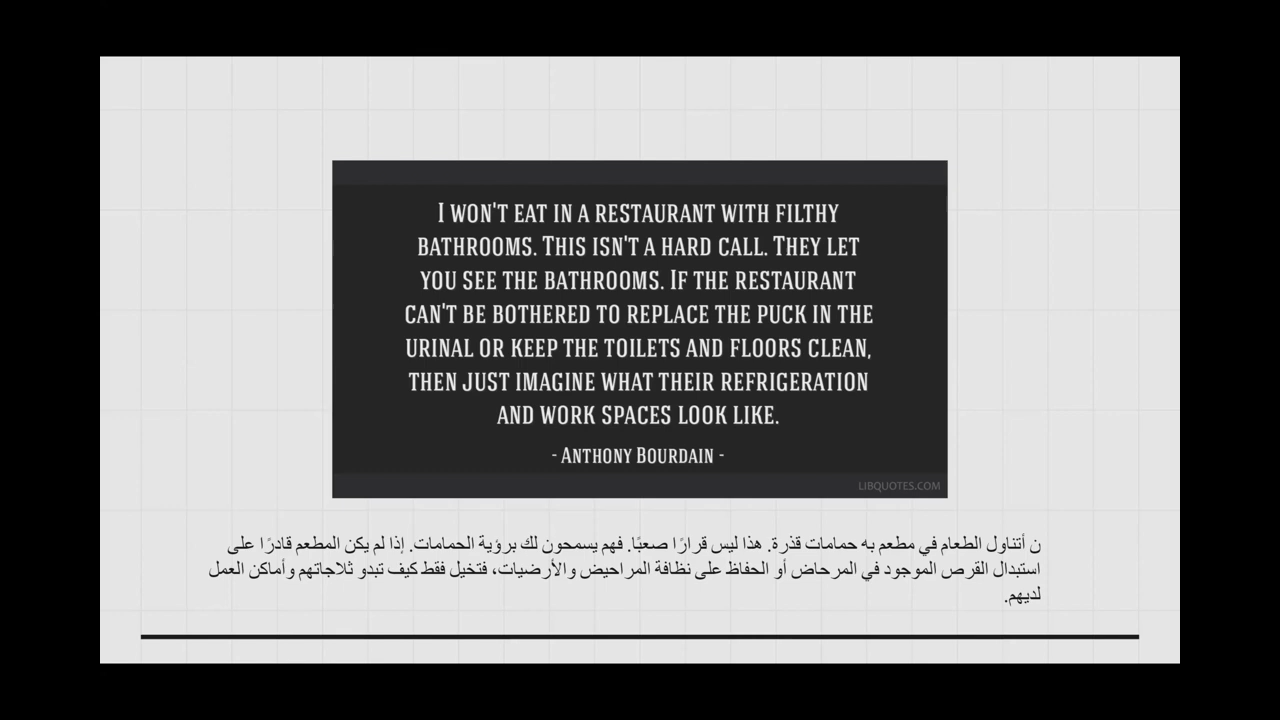 I WON'T EAT IN A RESTAURANT WITH FILTHY
BATHROOMS. THIS ISN'T A HARD CALL. THEY LET
YOU SEE THE BATHROOMS. IF THE RESTAURANT
CAN'T BE BOTHERED TO REPLACE THE PUCK IN THE
URINAL OR KEEP THE TOILETS AND FLOORS CLEAN,
THEN JUST IMAGINE WHAT THEIR REFRIGERATION
AND WORK SPACES LOOK LIKE.
- ANTHONY BOURDAIN -
LIBQUOTES.COM
ن أتناول الطعام في مطعم به حمامات قذرة. هذا ليس قرارًا صعبًا. فهم يسمحون لك برؤية الحمامات. إذا لم يكن المطعم قادرًا على
استبدال القرص الموجود في المرحاض أو الحفاظ على نظافة المراحيض والأرضيات، فتخيل فقط كيف تبدو ثلاجاتهم وأماكن العمل
لديهم.